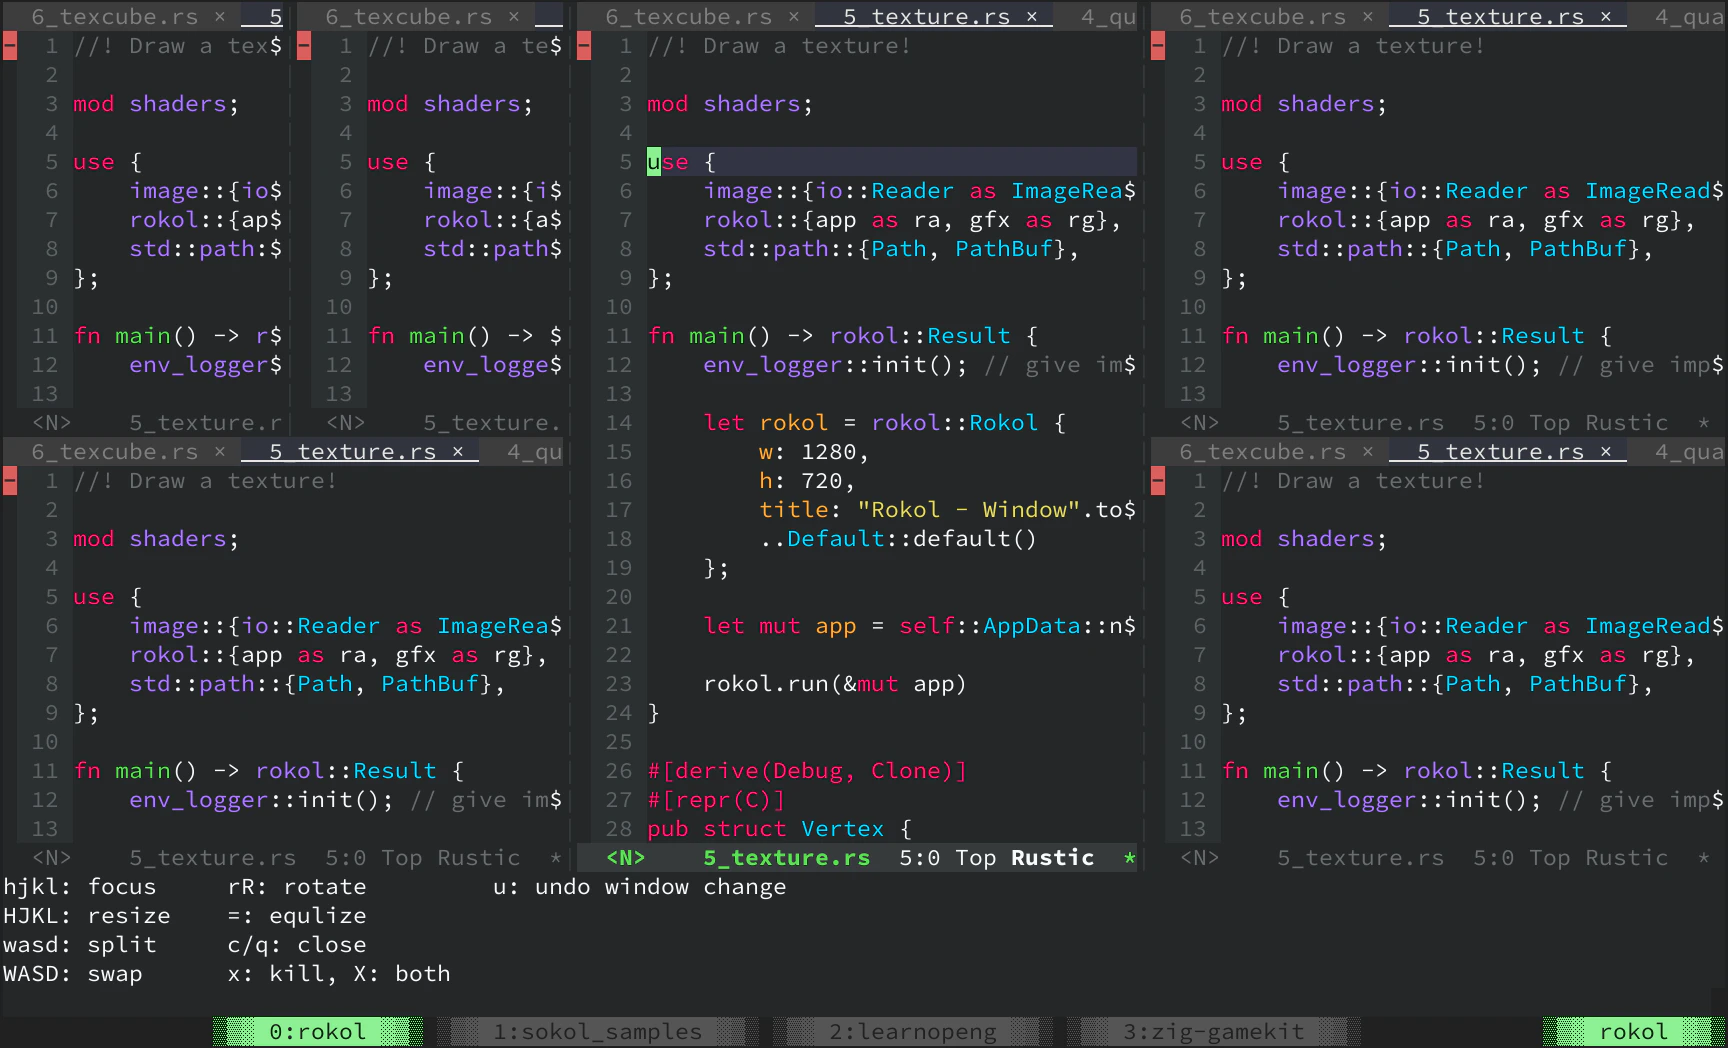 6_texcube.rs × 5
- 1 //! Draw a tex$
2
3 mod shaders;
4
5 use {
6 image::{io$
7 rokol::{ap$
8 std::path:$
9 };
10
11 fn main() -> r$
12 env_logger$
13
<N> 5_texture.r
6_texcube.rs ×
- 1 //! Draw a te$
2
3 mod shaders;
4
5 use {
6 image::{i$
7 rokol::{a$
8 std::path$
9 };
10
11 fn main() -> $
12 env_logge$
13
<N> 5_texture.
6_texcube.rs × 5_texture.rs × 4_qu
- 1 //! Draw a texture!
2
3 mod shaders;
4
5 use {
6 image::{io::Reader as ImageRea$
7 rokol::{app as ra, gfx as rg},
8 std::path::{Path, PathBuf},
9 };
10
11 fn main() -> rokol::Result {
12 env_logger::init(); // give im$
13
<N> 5_texture.rs 5:0 Top Rustic *
6_texcube.rs × 5_texture.rs × 4_qu
- 1 //! Draw a texture!
2
3 mod shaders;
4
5 use {
6 image::{io::Reader as ImageRea$
7 rokol::{app as ra, gfx as rg},
8 std::path::{Path, PathBuf},
9 };
10
11 fn main() -> rokol::Result {
12 env_logger::init(); // give im$
13
14 let rokol = rokol::Rokol {
15 w: 1280,
16 h: 720,
17 title: "Rokol - Window".to$
18 ..Default::default()
19 };
20
21 let mut app = self::AppData::n$
22
23 rokol.run(&mut app)
24 }
25
26 #[derive(Debug, Clone)]
27 #[repr(C)]
28 pub struct Vertex {
<N> 5_texture.rs 5:0 Top Rustic *
6_texcube.rs × 5_texture.rs × 4_qua
- 1 //! Draw a texture!
2
3 mod shaders;
4
5 use {
6 image::{io::Reader as ImageRead$
7 rokol::{app as ra, gfx as rg},
8 std::path::{Path, PathBuf},
9 };
10
11 fn main() -> rokol::Result {
12 env_logger::init(); // give imp$
13
<N> 5_texture.rs 5:0 Top Rustic *
6_texcube.rs × 5_texture.rs × 4_qua
- 1 //! Draw a texture!
2
3 mod shaders;
4
5 use {
6 image::{io::Reader as ImageRead$
7 rokol::{app as ra, gfx as rg},
8 std::path::{Path, PathBuf},
9 };
10
11 fn main() -> rokol::Result {
12 env_logger::init(); // give imp$
13
<N> 5_texture.rs 5:0 Top Rustic *
hjkl: focus rR: rotate u: undo window change
HJKL: resize =: equlize
wasd: split c/q: close
WASD: swap x: kill, X: both
0:rokol 1:sokol_samples 2:learnopeng 3:zig-gamekit rokol